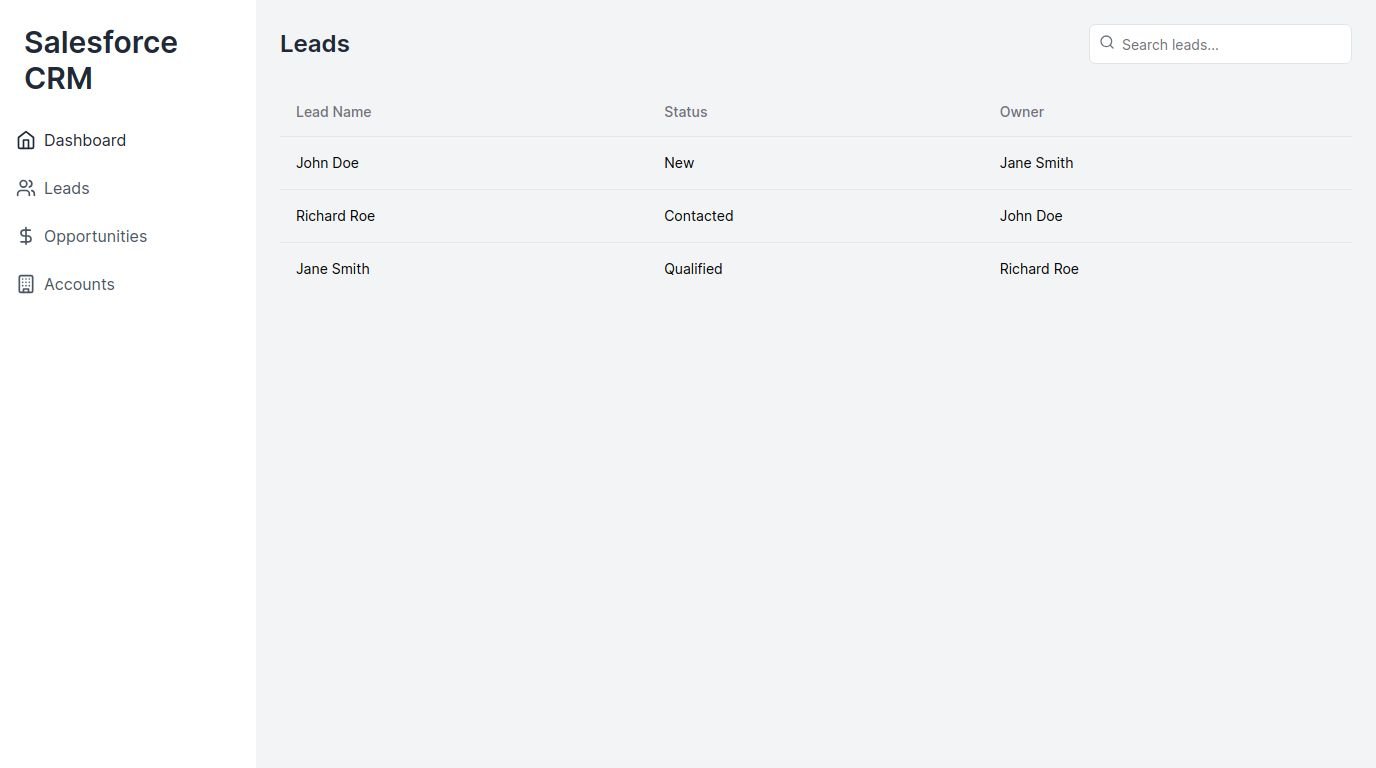 Salesforce
CRM
Dashboard
Leads
Opportunities
Accounts
Leads
Search leads...
Lead Name Status Owner
John Doe New Jane Smith
Richard Roe Contacted John Doe
Jane Smith Qualified Richard Roe